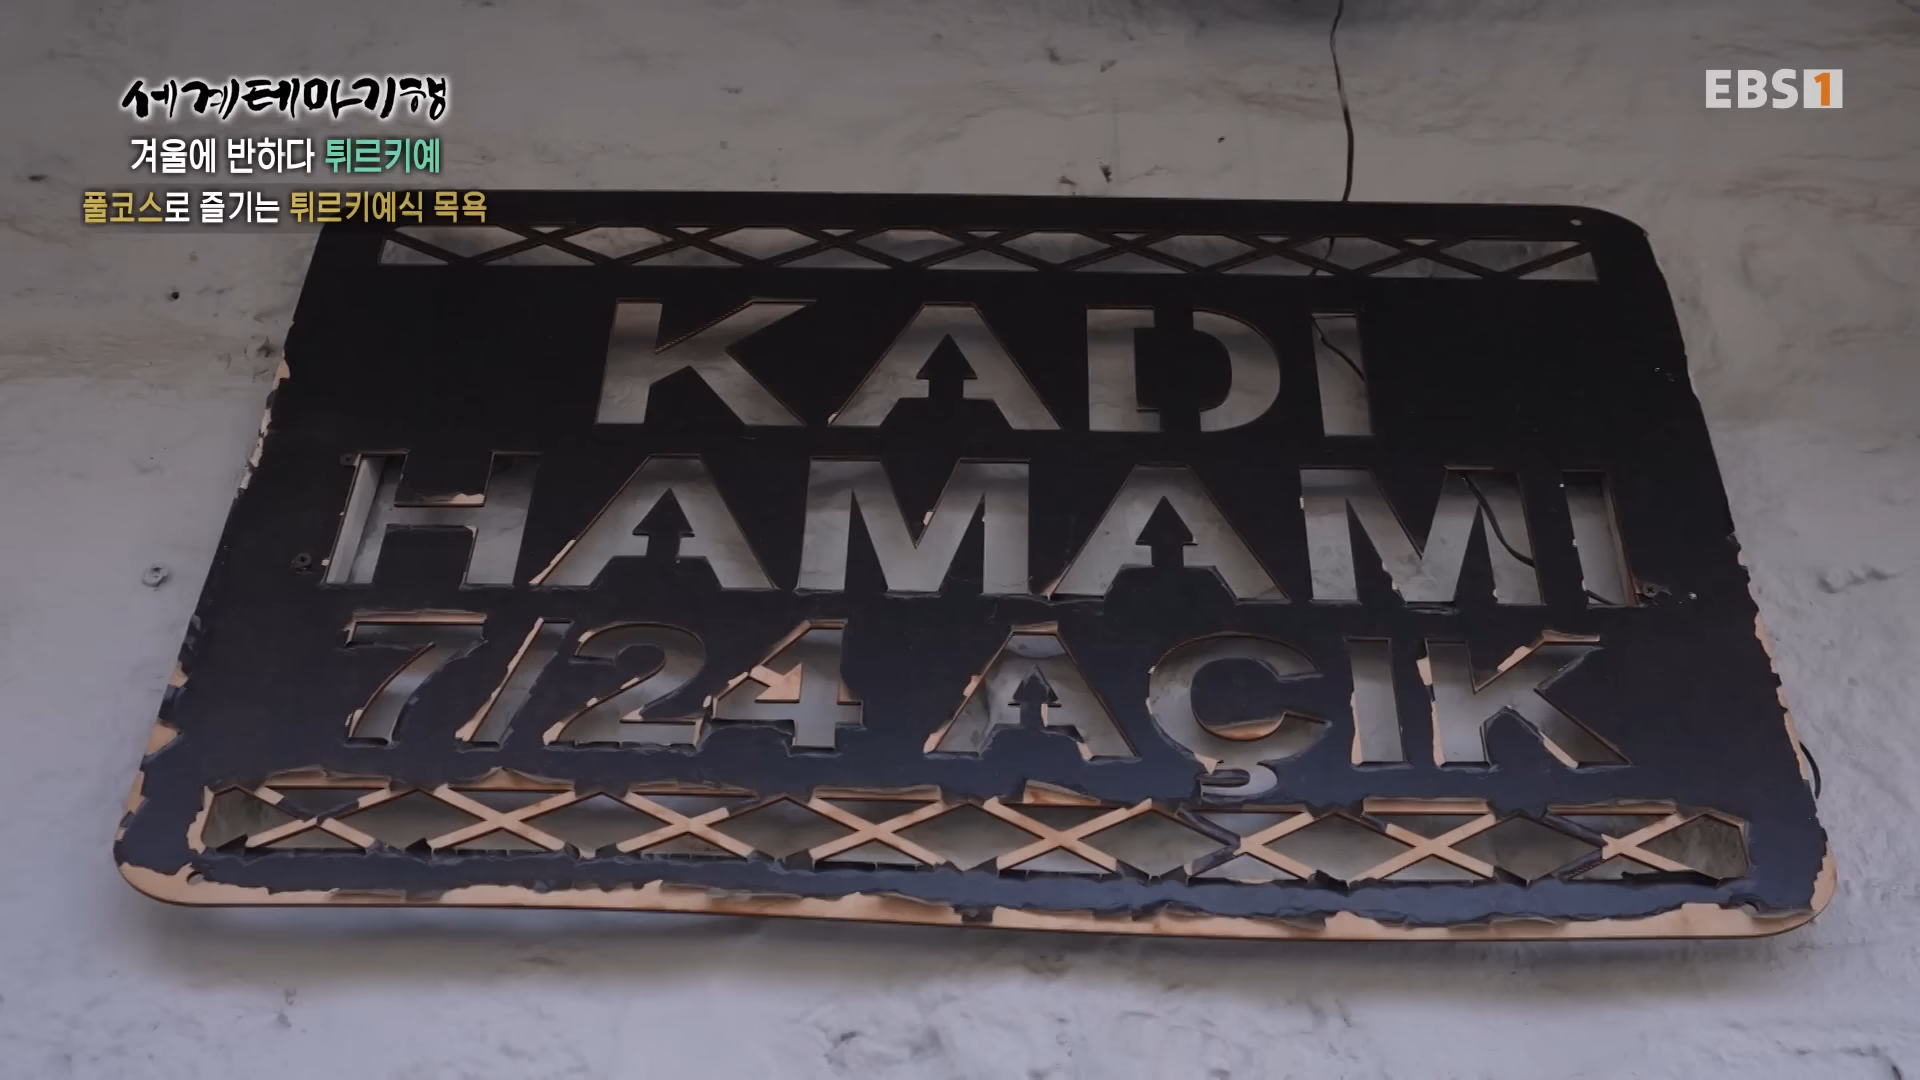 세계테마기행
겨울에 반하다 튀르키예
풀코스로 즐기는 튀르키예식 목욕
EBS1
KADI
HAMAMI
7/24 AÇIK